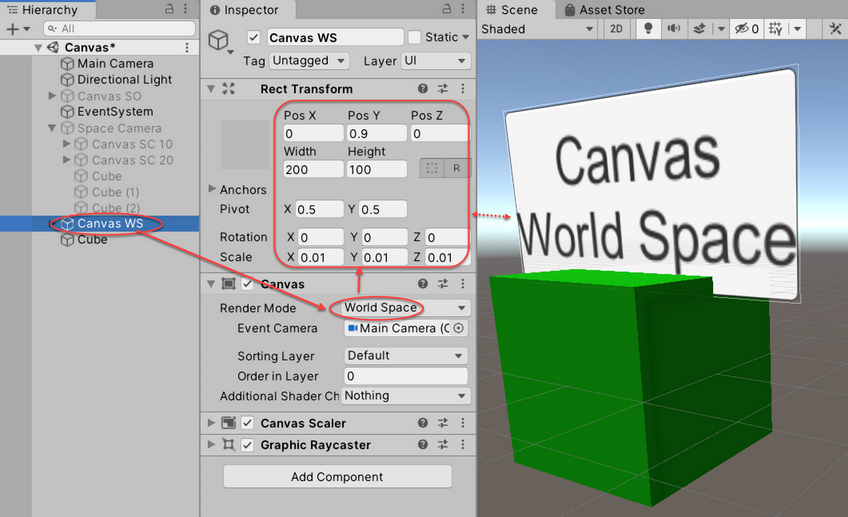 Hierarchy
All
Canvas*
Main Camera
Directional Light
Canvas SO
EventSystem
Space Camera
Canvas SC 10
Canvas SC 20
Cube
Cube (1)
Cube (2)
Canvas WS
Cube
Inspector
Canvas WS
Static
Tag Untagged Layer UI
Rect Transform
Pos X Pos Y Pos Z
0 0.9 0
Width Height
200 100
R
Anchors
Pivot X 0.5 Y 0.5
Rotation X 0 Y 0 Z 0
Scale X 0.01 Y 0.01 Z 0.01
Canvas
Render Mode World Space
Event Camera Main Camera (C
Sorting Layer Default
Order in Layer 0
Additional Shader Ch Nothing
Canvas Scaler
Graphic Raycaster
Add Component
Scene Asset Store
Shaded 2D 0
Canvas
World Space